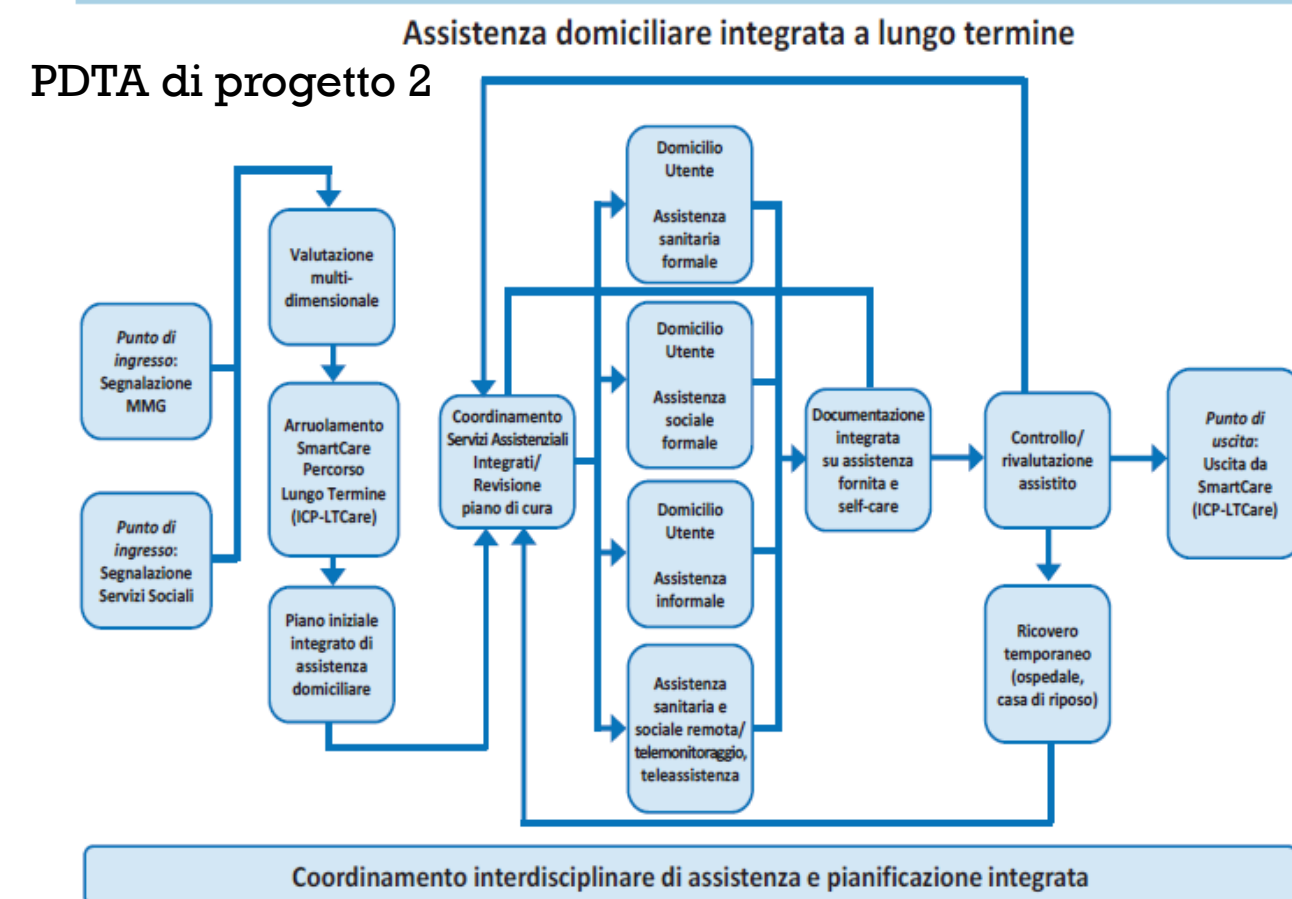 Assistenza domiciliare integrata a lungo termine
PDTA di progetto 2
Punto di
ingresso:
Segnalazione
MMG
Punto di
ingresso:
Segnalazione
Servizi Sociali
Valutazione
multi-
dimensionale
Arruolamento
SmartCare
Percorso
Lungo Termine
(ICP-LTCare)
Piano iniziale
integrato di
assistenza
domiciliare
Coordinamento
Servizi Assistenziali
Integrati/
Revisione
piano di cura
Domicilio
Utente
Assistenza
sanitaria
formale
Domicilio
Utente
Assistenza
sociale
formale
Domicilio
Utente
Assistenza
informale
Assistenza
sanitaria e
sociale remota/
telemonitoraggio,
teleassistenza
Documentazione
integrata
su assistenza
fornita e
self-care
Controllo/
rivalutazione
assistito
Ricovero
temporaneo
(ospedale,
casa di riposo)
Punto di
uscita:
Uscita da
SmartCare
(ICP-LTCare)
Coordinamento interdisciplinare di assistenza e pianificazione integrata